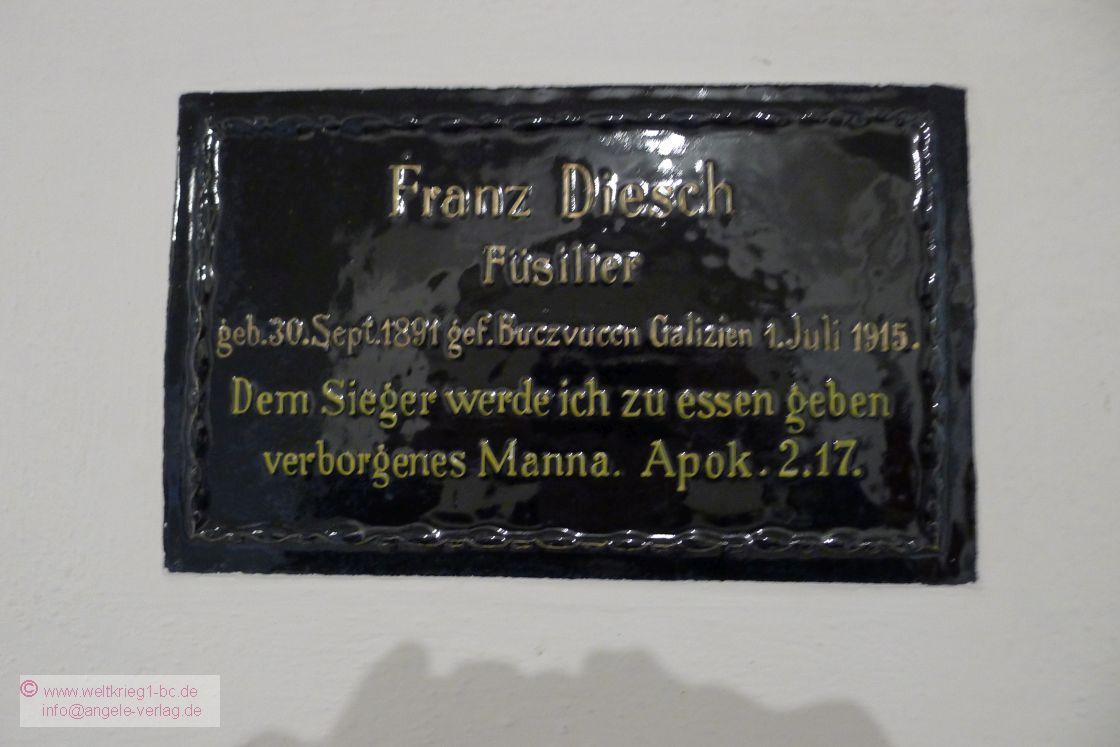 Franz Diesch
Füsilier
geb.30.Sept.1891 gef.Buczvuccn Galizien 1.Juli 1915.
Dem Sieger werde ich zu essen geben
verborgenes Manna. Apok. 2.17.
© www.weltkrieg1-bc.de
info@angele-verlag.de